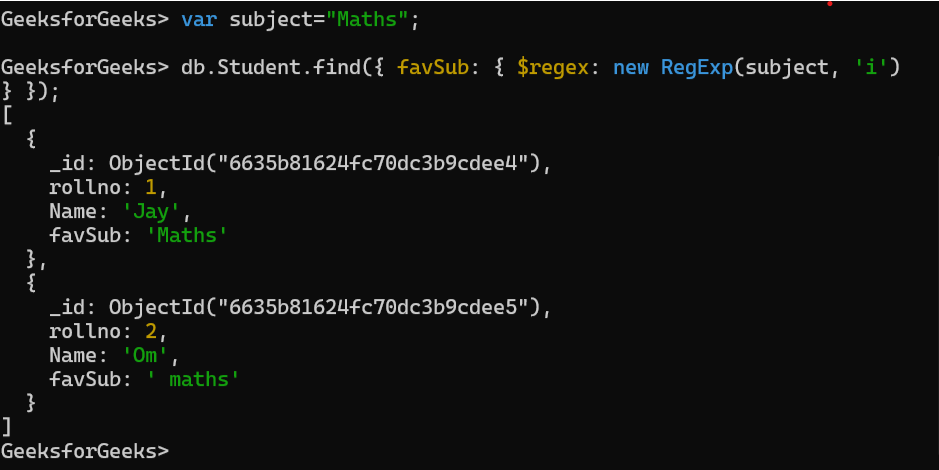 GeeksforGeeks> var subject="Maths";
GeeksforGeeks> db.Student.find({ favSub: { $regex: new RegExp(subject, 'i')
} });
[
  {
    _id: ObjectId("6635b81624fc70dc3b9cdee4"),
    rollno: 1,
    Name: 'Jay',
    favSub: 'Maths'
  },
  {
    _id: ObjectId("6635b81624fc70dc3b9cdee5"),
    rollno: 2,
    Name: 'Om',
    favSub: ' maths'
  }
]
GeeksforGeeks>